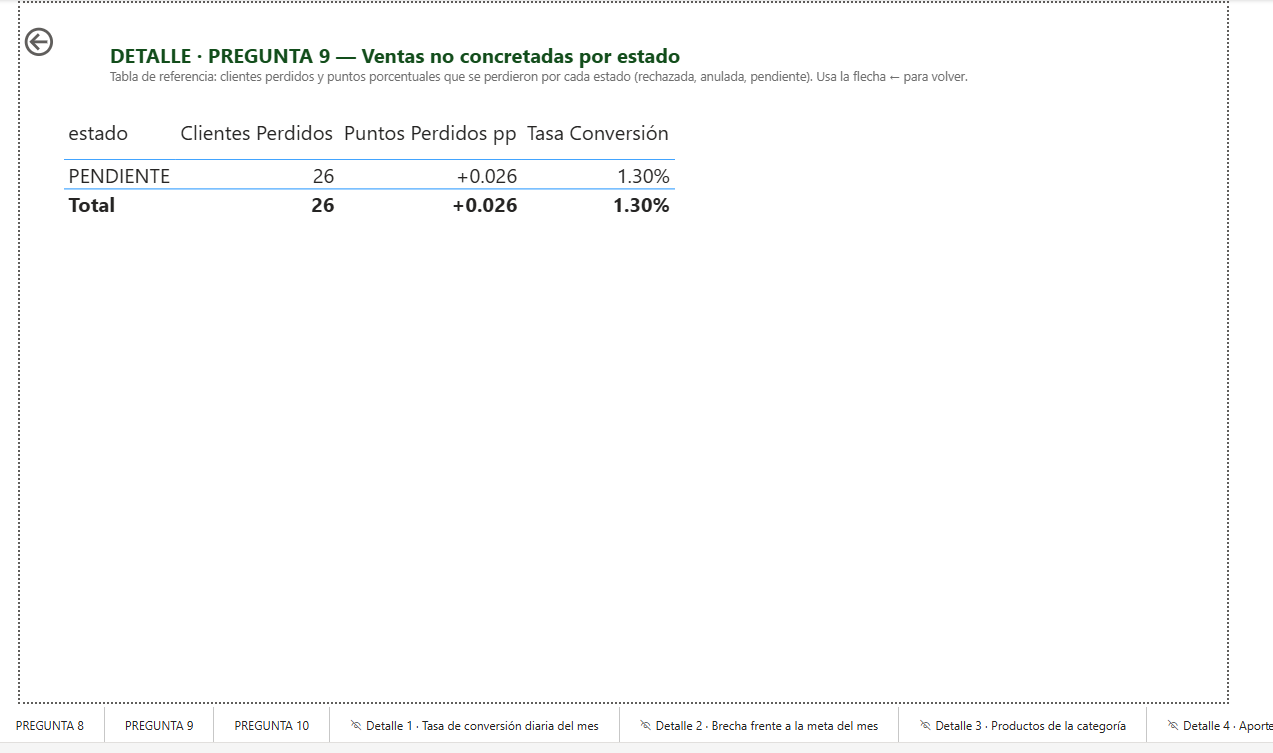 DETALLE · PREGUNTA 9 — Ventas no concretadas por estado
Tabla de referencia: clientes perdidos y puntos porcentuales que se perdieron por cada estado (rechazada, anulada, pendiente). Usa la flecha ← para volver.
estado Clientes Perdidos Puntos Perdidos pp Tasa Conversión
PENDIENTE 26 +0.026 1.30%
Total 26 +0.026 1.30%
PREGUNTA 8 PREGUNTA 9 PREGUNTA 10 Detalle 1 · Tasa de conversión diaria del mes Detalle 2 · Brecha frente a la meta del mes Detalle 3 · Productos de la categoría Detalle 4 · Aporte